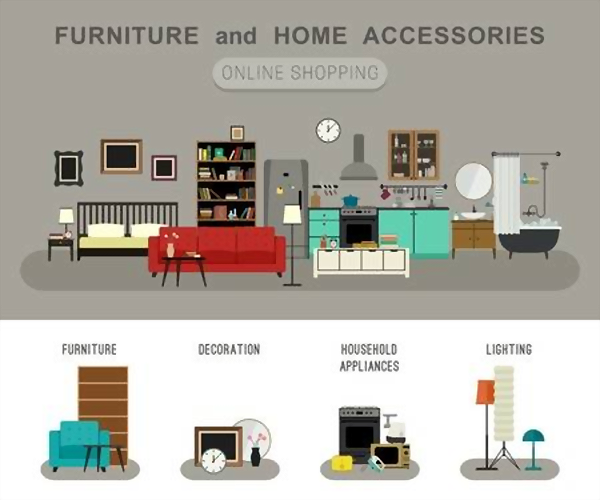 FURNITURE and HOME ACCESSORIES
ONLINE SHOPPING
FURNITURE
DECORATION
HOUSEHOLD
APPLIANCES
LIGHTING